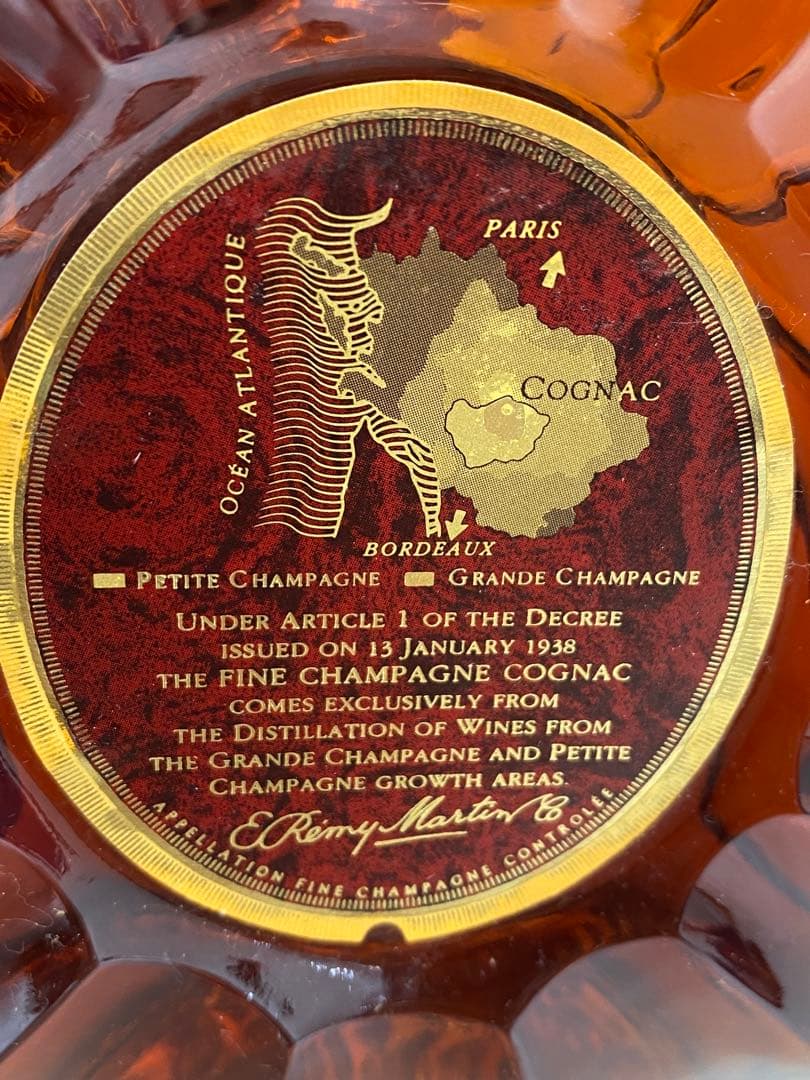 PARIS
OCÉAN ATLANTIQUE
COGNAC
BORDEAUX
PETITE CHAMPAGNE GRANDE CHAMPAGNE
UNDER ARTICLE 1 OF THE DECREE
ISSUED ON 13 JANUARY 1938
THE FINE CHAMPAGNE COGNAC
COMES EXCLUSIVELY FROM
THE DISTILLATION OF WINES FROM
THE GRANDE CHAMPAGNE AND PETITE
CHAMPAGNE GROWTH AREAS.
E. Rémy Martin & Co
APPELLATION FINE CHAMPAGNE CONTROLÉE